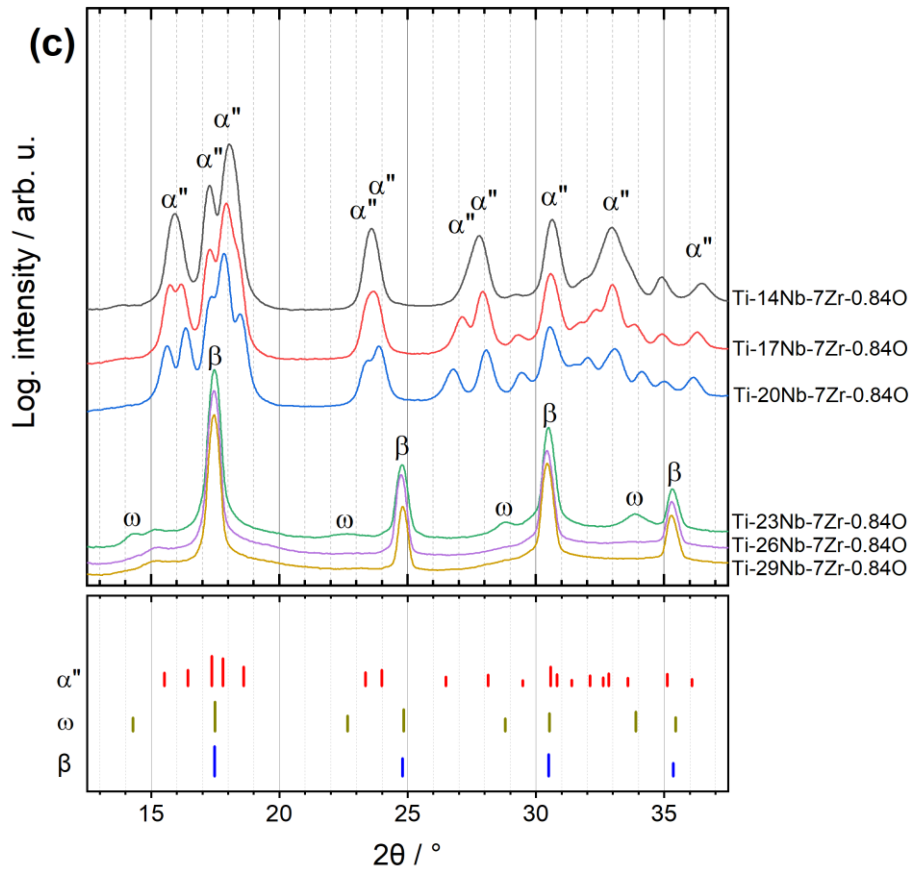 (c)
Log. intensity / arb. u.
α"
α"
α"
α"
α"
α"
α"
α"
α"
α"
Ti-14Nb-7Zr-0.84O
Ti-17Nb-7Zr-0.84O
Ti-20Nb-7Zr-0.84O
β
β
β
β
ω
ω
ω
ω
Ti-23Nb-7Zr-0.84O
Ti-26Nb-7Zr-0.84O
Ti-29Nb-7Zr-0.84O
α"
ω
β
15 20 25 30 35
2θ / °